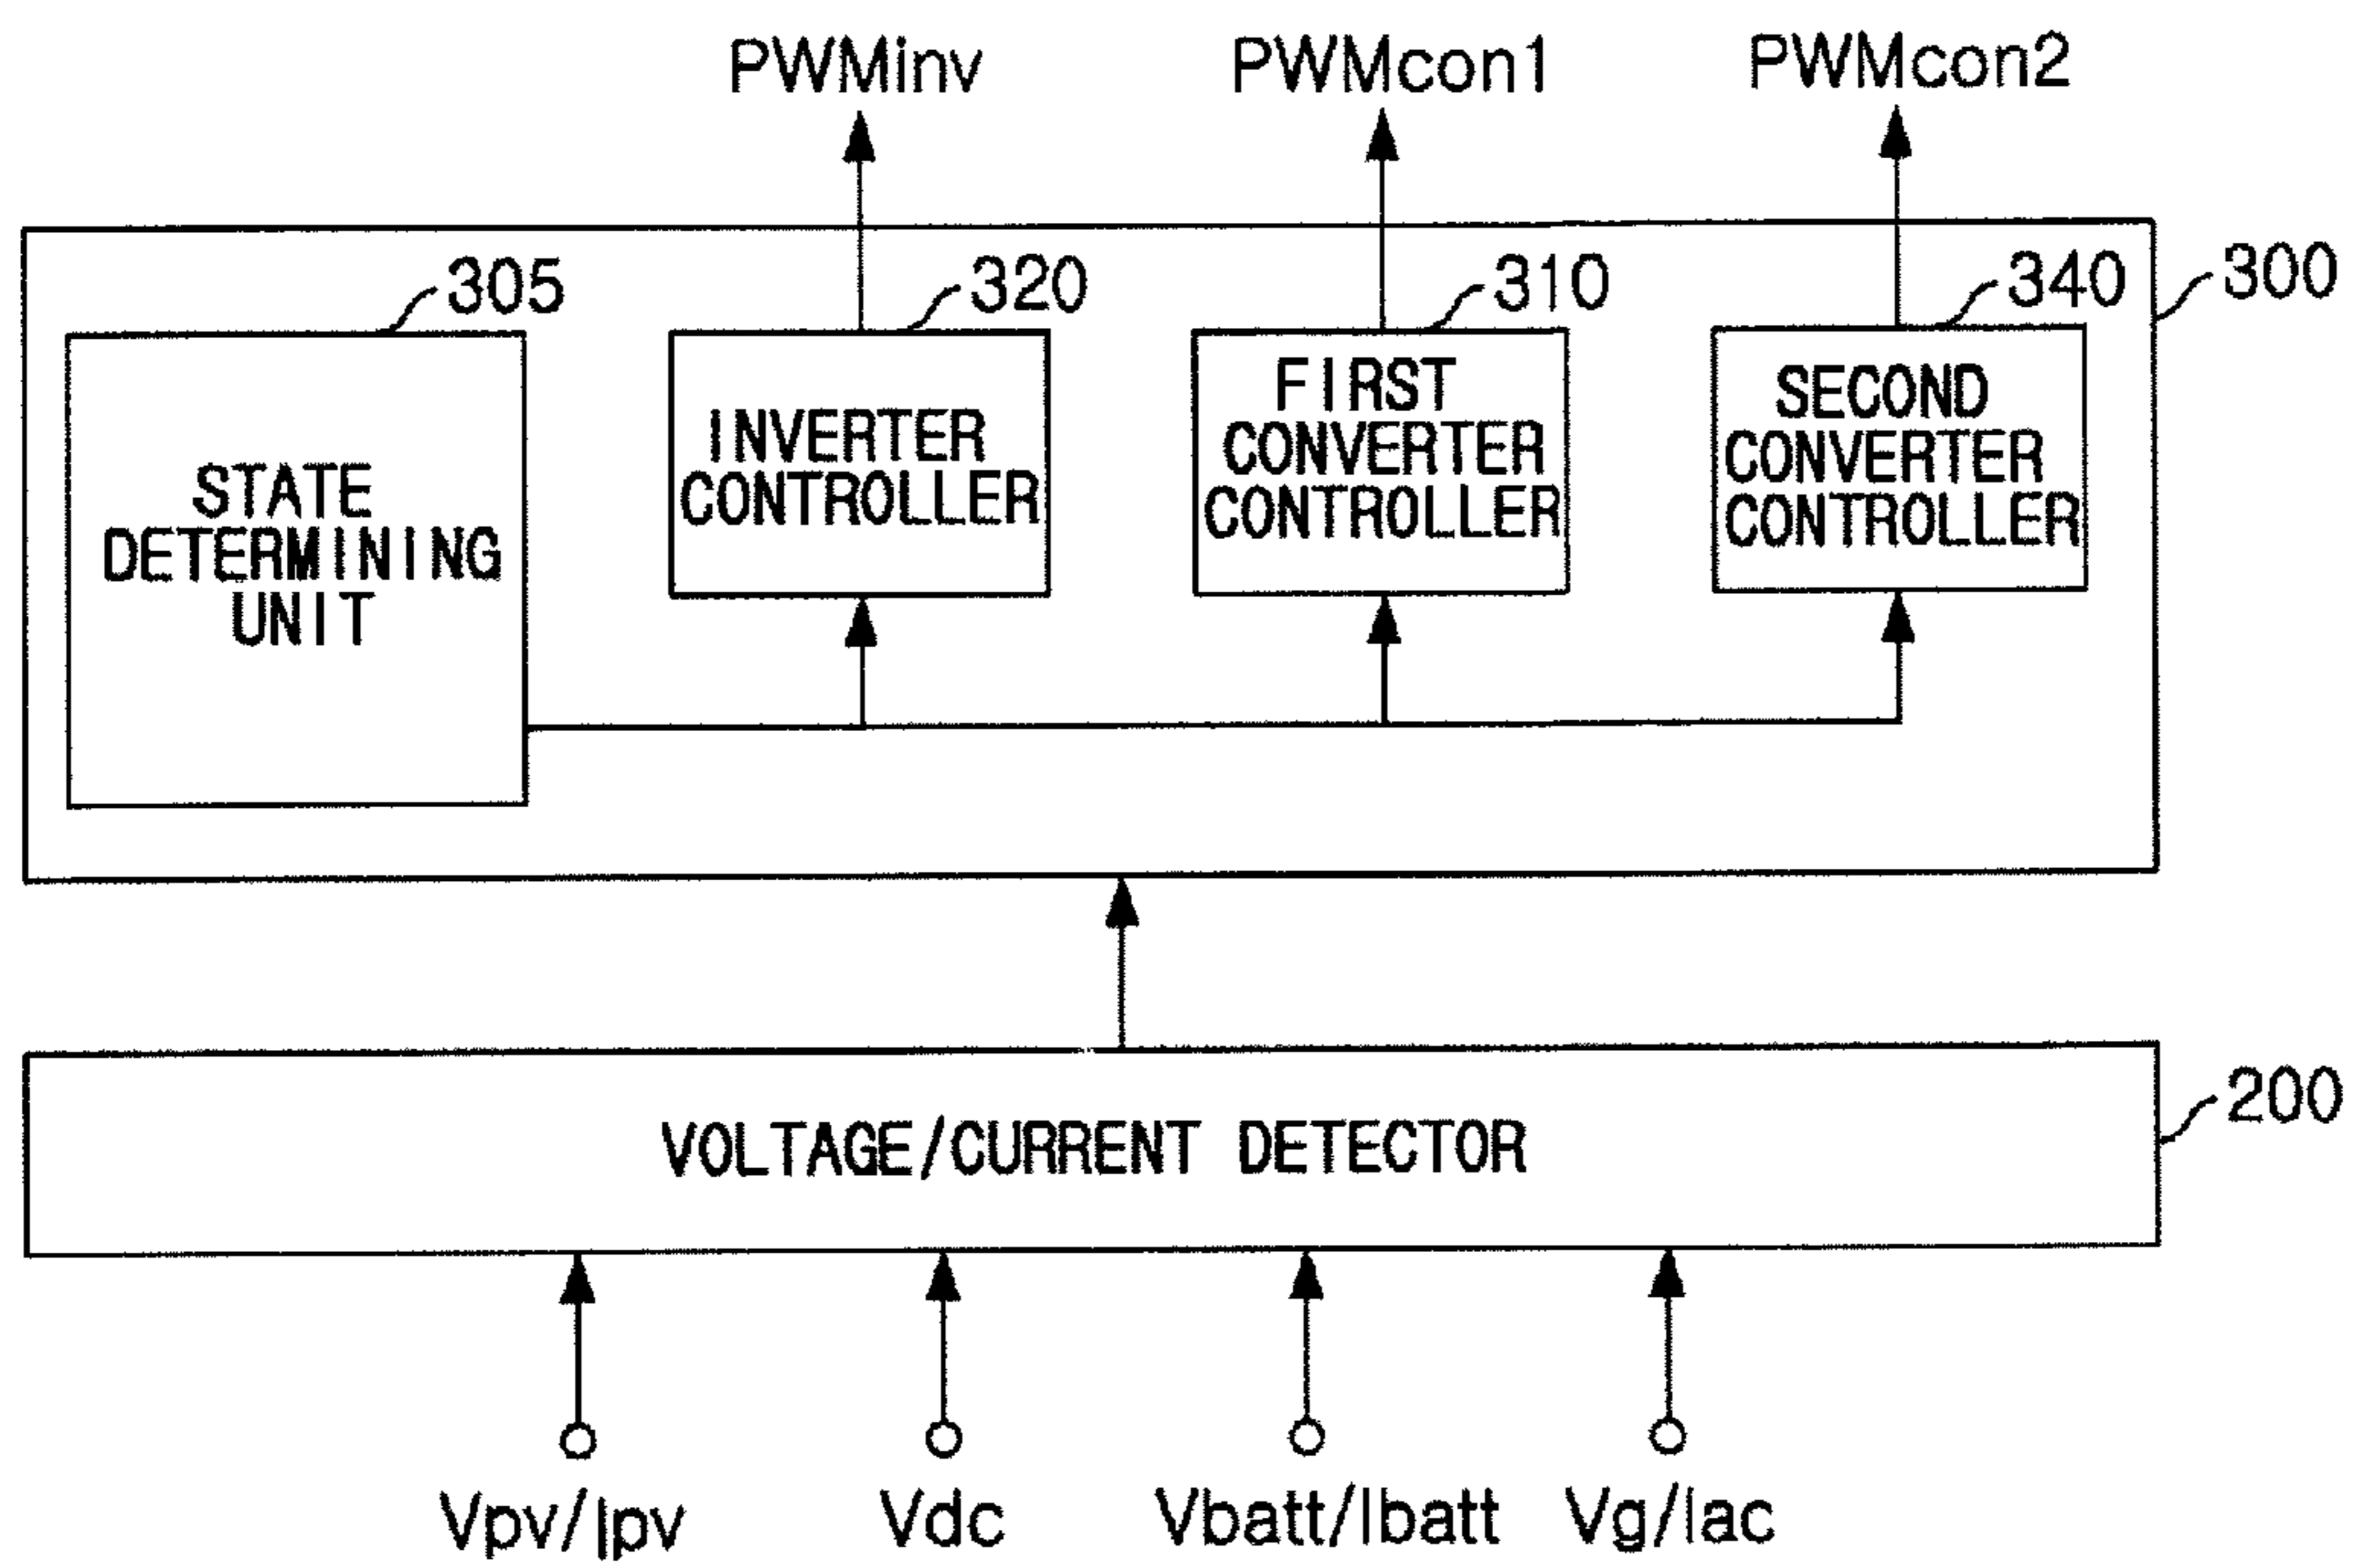 PWMinv PWMcon1 PWMcon2
305 320 310 340 300
STATE
DETERMINING
UNIT
INVERTER
CONTROLLER
FIRST
CONVERTER
CONTROLLER
SECOND
CONVERTER
CONTROLLER
VOLTAGE/CURRENT DETECTOR
200
Vpv/Ipv Vdc Vbatt/Ibatt Vg/Iac